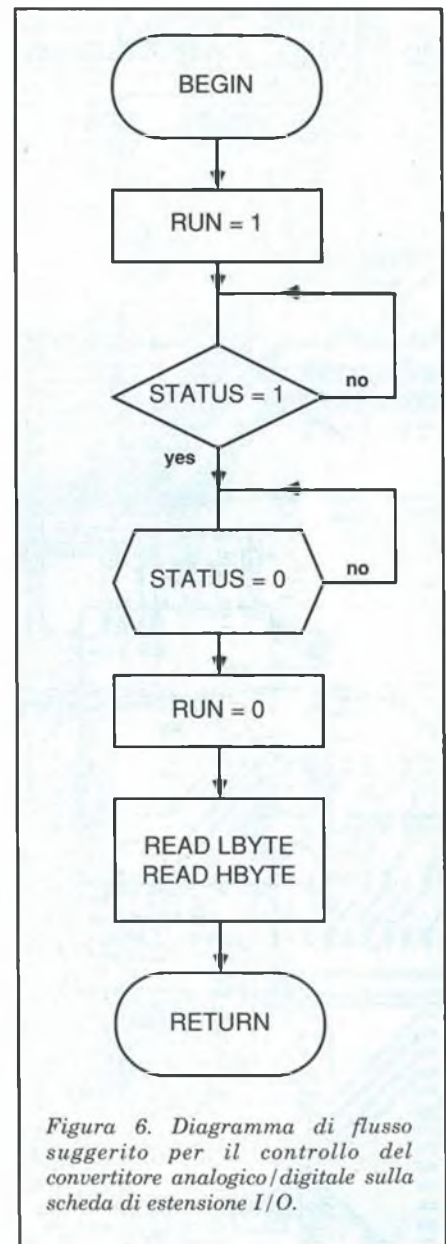 BEGIN
RUN = 1
STATUS = 1
no
yes
STATUS = 0
no
RUN = 0
READ LBYTE
READ HBYTE
RETURN
Figura 6. Diagramma di flusso
suggerito per il controllo del
convertitore analogico/digitale sulla
scheda di estensione I/O.